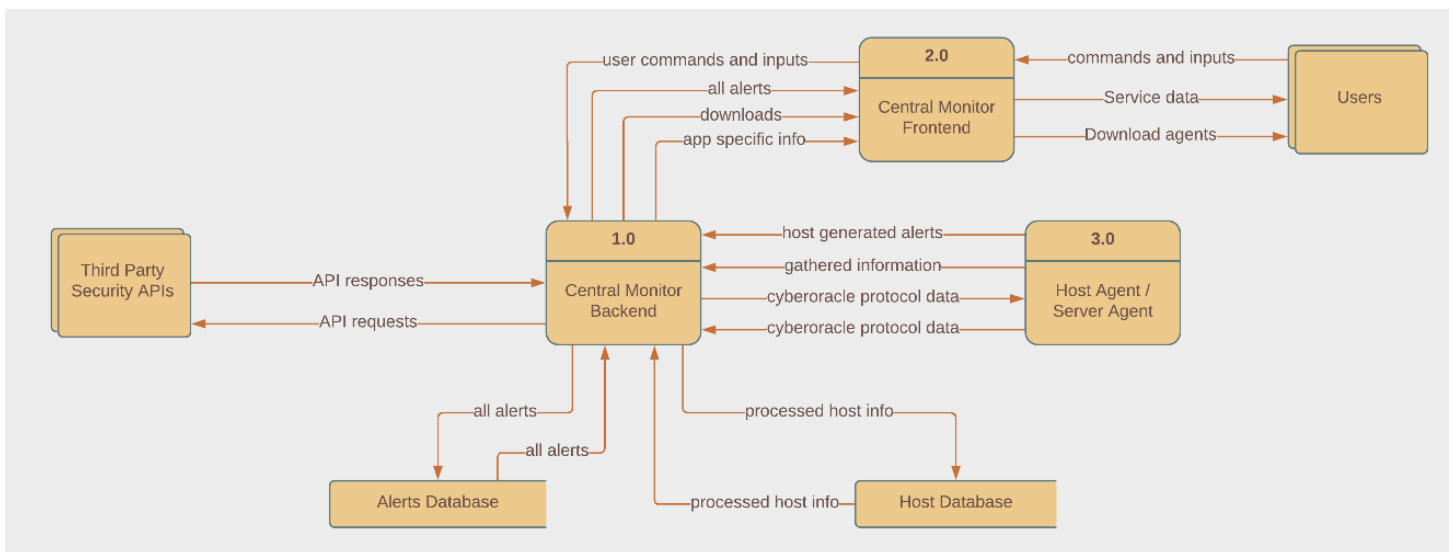 2.0
user commands and inputs
commands and inputs
all alerts
Service data
Central Monitor
Frontend
Users
downloads
Download agents
app specific info
1.0
host generated alerts
3.0
gathered information
Third Party
Security APIs
API responses
Central Monitor
Backend
cyberoracle protocol data
Host Agent /
Server Agent
API requests
cyberoracle protocol data
all alerts
processed host info
all alerts
Alerts Database
processed host info
Host Database